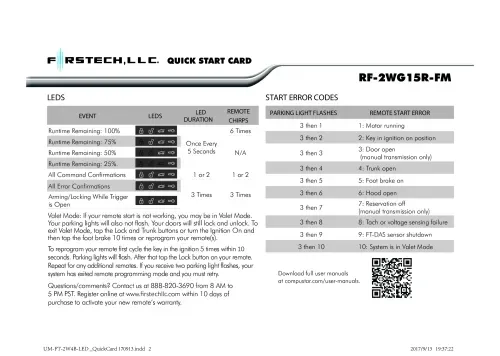 FIRSTECH, LLC. QUICK START CARD
RF-2WG15R-FM
LEDS
EVENT LEDS LED DURATION REMOTE CHIRPS
Runtime Remaining: 100% 6 Times
Runtime Remaining: 75%
Runtime Remaining: 50% Once Every 5 Seconds N/A
Runtime Remaining: 25%
All Command Confirmations 1 or 2 1 or 2
All Error Confirmations
Arming/Locking While Trigger 3 Times 3 Times
is Open
Valet Mode: If your remote start is not working, you may be in Valet Mode.
Your parking lights will also not flash. Your doors will still lock and unlock. To
exit Valet Mode, tap the Lock and Trunk buttons or turn the Ignition On and
then tap the foot brake 10 times or reprogram your remote(s).
To reprogram your remote first cycle the key in the ignition 5 times within 10
seconds. Parking lights will flash. After that tap the Lock button on your remote.
Repeat for any additional remotes. If you receive two parking light flashes, your
system has exited remote programming mode and you must retry.
Questions/comments? Contact us at 888-820-3690 from 8 AM to
5 PM PST. Register online at www.firstechllc.com within 10 days of
purchase to activate your new remote's warranty.
START ERROR CODES
PARKING LIGHT FLASHES REMOTE START ERROR
3 then 1 1: Motor running
3 then 2 2: Key in ignition on position
3 then 3 3: Door open
(manual transmission only)
3 then 4 4: Trunk open
3 then 5 5: Foot brake on
3 then 6 6: Hood open
3 then 7 7: Reservation off
(manual transmission only)
3 then 8 8: Tach or voltage sensing failure
3 then 9 9: FT-DAS sensor shutdown
3 then 10 10: System is in Valet Mode
Download full user manuals
at compustar.com/user-manuals.
UM-FT-2W4R-LED_QuickCard 170913.indd 2 2017/9/13 19:37:22